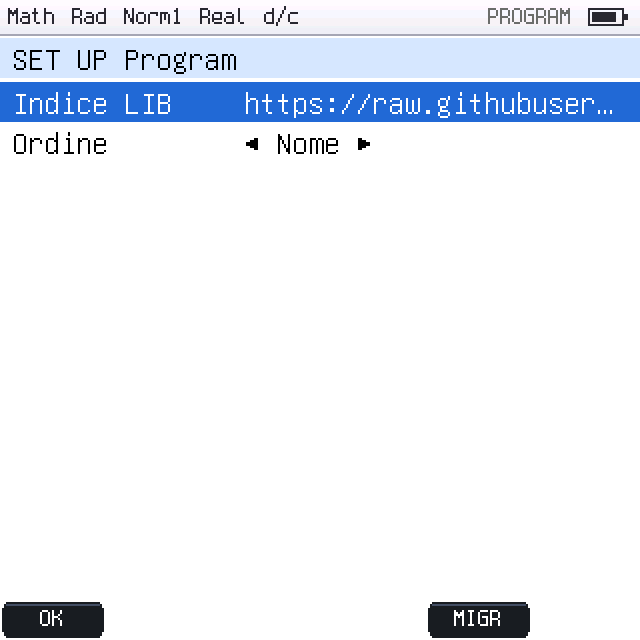 Math Rad Norm1 Real d/c PROGRAM
SET UP Program
Indice LIB https://raw.githubuser…
Ordine ◄ Nome ►
OK MIGR